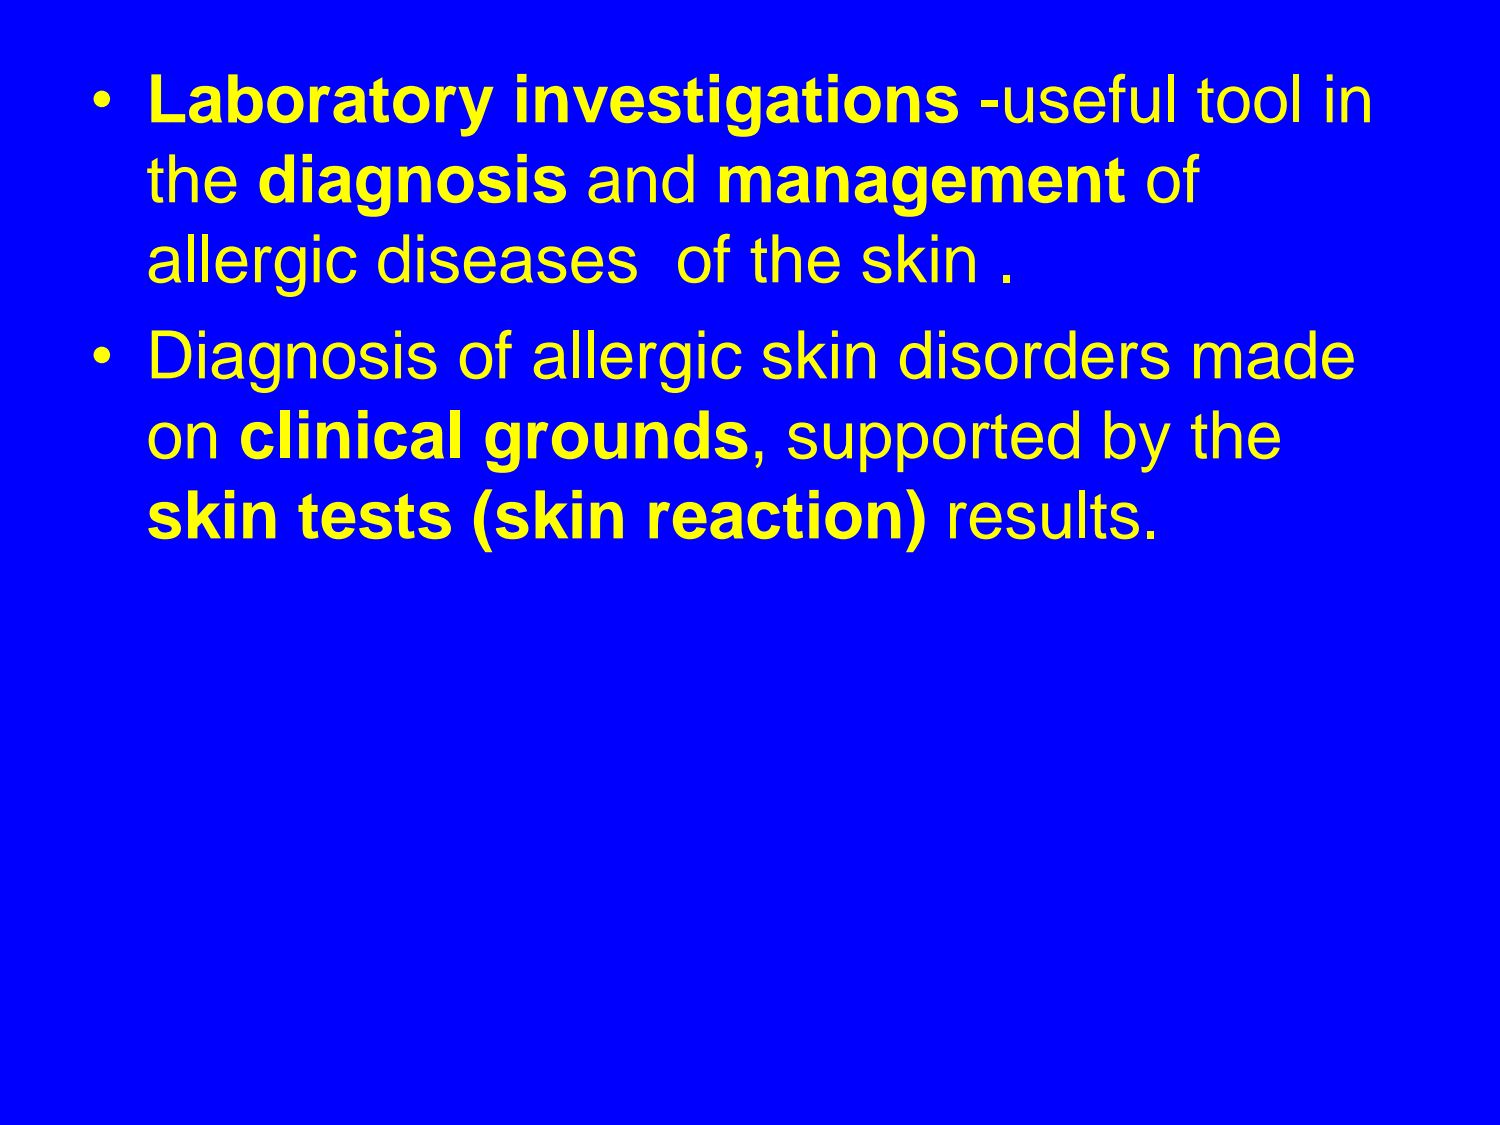 • Laboratory investigations -useful tool in
the diagnosis and management of
allergic diseases  of the skin .
• Diagnosis of allergic skin disorders made
on clinical grounds, supported by the
skin tests (skin reaction) results.